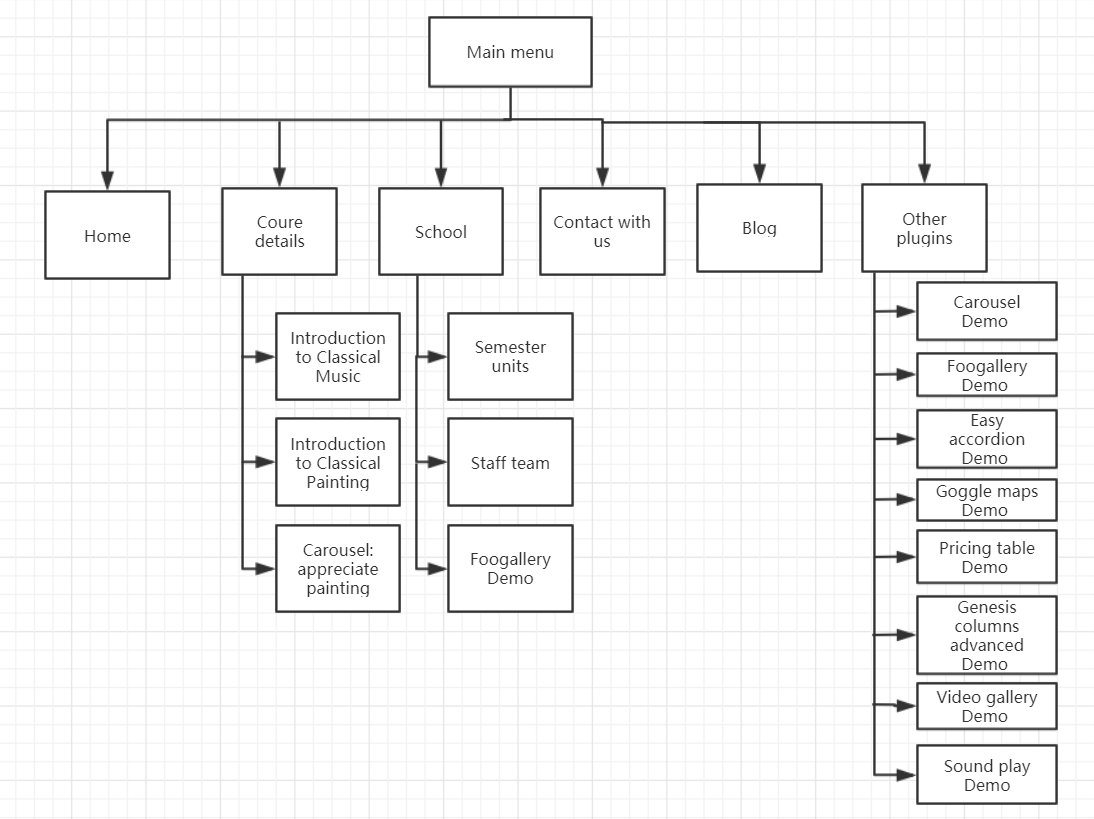 Main menu
Home
Coure
details
School
Contact with
us
Blog
Other
plugins
Introduction
to Classical
Music
Introduction
to Classical
Painting
Carousel:
appreciate
painting
Semester
units
Staff team
Foogallery
Demo
Carousel
Demo
Foogallery
Demo
Easy
accordion
Demo
Goggle maps
Demo
Pricing table
Demo
Genesis
columns
advanced
Demo
Video gallery
Demo
Sound play
Demo